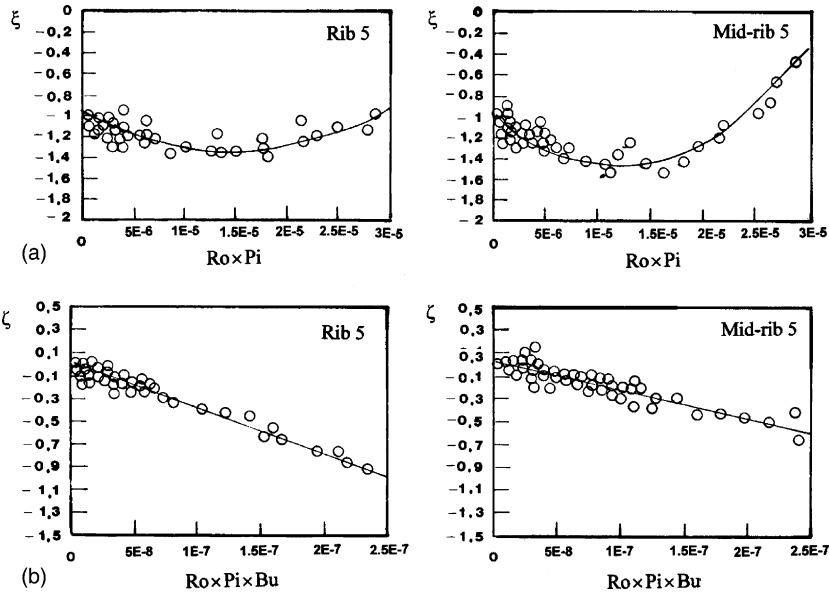 ξ
Rib 5
0
−0,2
−0,4
−0,6
−0,8
−1
−1.2
−1.4
−1,6
−1,8
−2
0
5E-6
1E-5
1.5E-5
2E-5
2.5E-5
3E-5
Ro×Pi
(a)
ξ
Mid-rib 5
0
−0.2
−0.4
−0.6
−0.8
−1
−1.2
−1.4
−1.6
−1.8
−2
0
5E-6
1E-5
1.5E-5
2E-5
2.5E-5
3E-5
Ro×Pi
ζ
Rib 5
0,5
0,3
0,1
−0,1
−0,3
−0,5
−0,7
−0,9
−1,1
−1,3
−1,5
0
5E-8
1E-7
1.5E-7
2E-7
2.5E-7
Ro×Pi×Bu
(b)
ζ
Mid-rib 5
0,5
0,3
0,1
−0,1
−0,3
−0.5
−0.7
−0.9
−1.1
−1.3
−1.5
0
5E-8
1E-7
1.5E-7
2E-7
2.5E-7
Ro×Pi×Bu